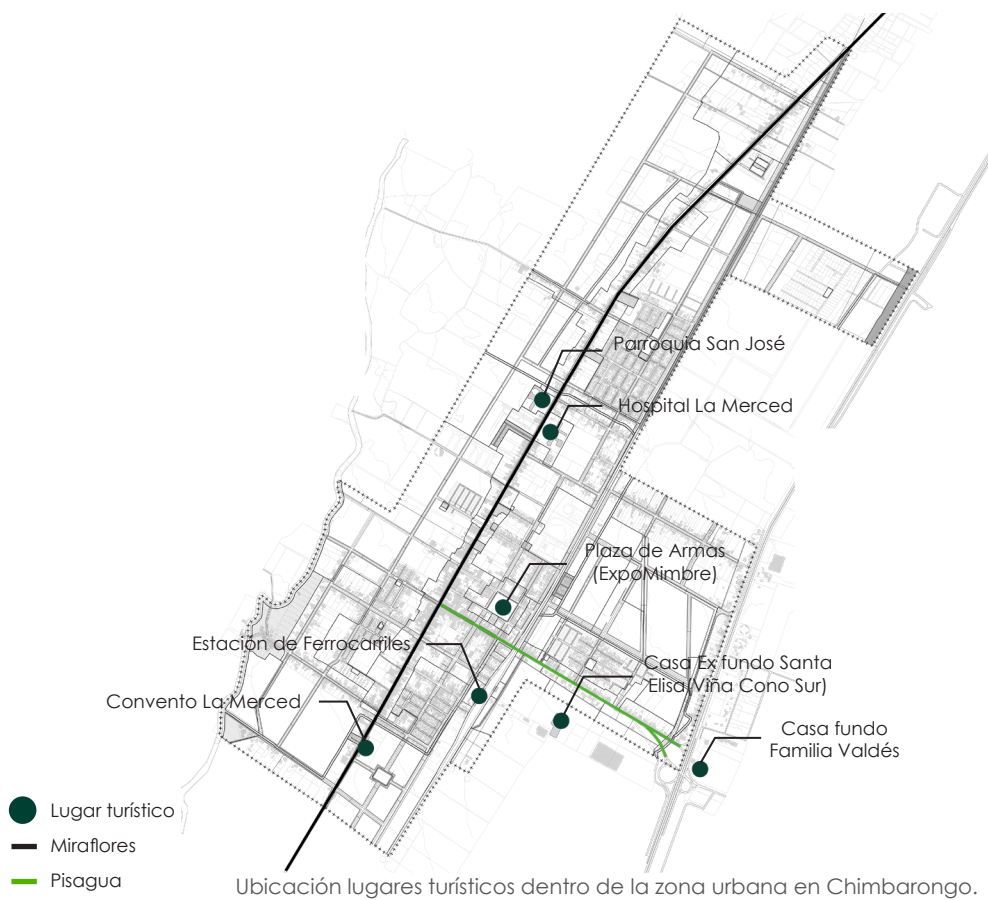 Parroquia San José
Hospital La Merced
Plaza de Armas
(ExpoMimbre)
Estación de Ferrocarriles
Casa Ex fundo Santa
Elisa(Viña Cono Sur)
Convento La Merced
Casa fundo
Familia Valdés
Lugar turístico
Miraflores
Pisagua
Ubicación lugares turísticos dentro de la zona urbana en Chimbarongo.